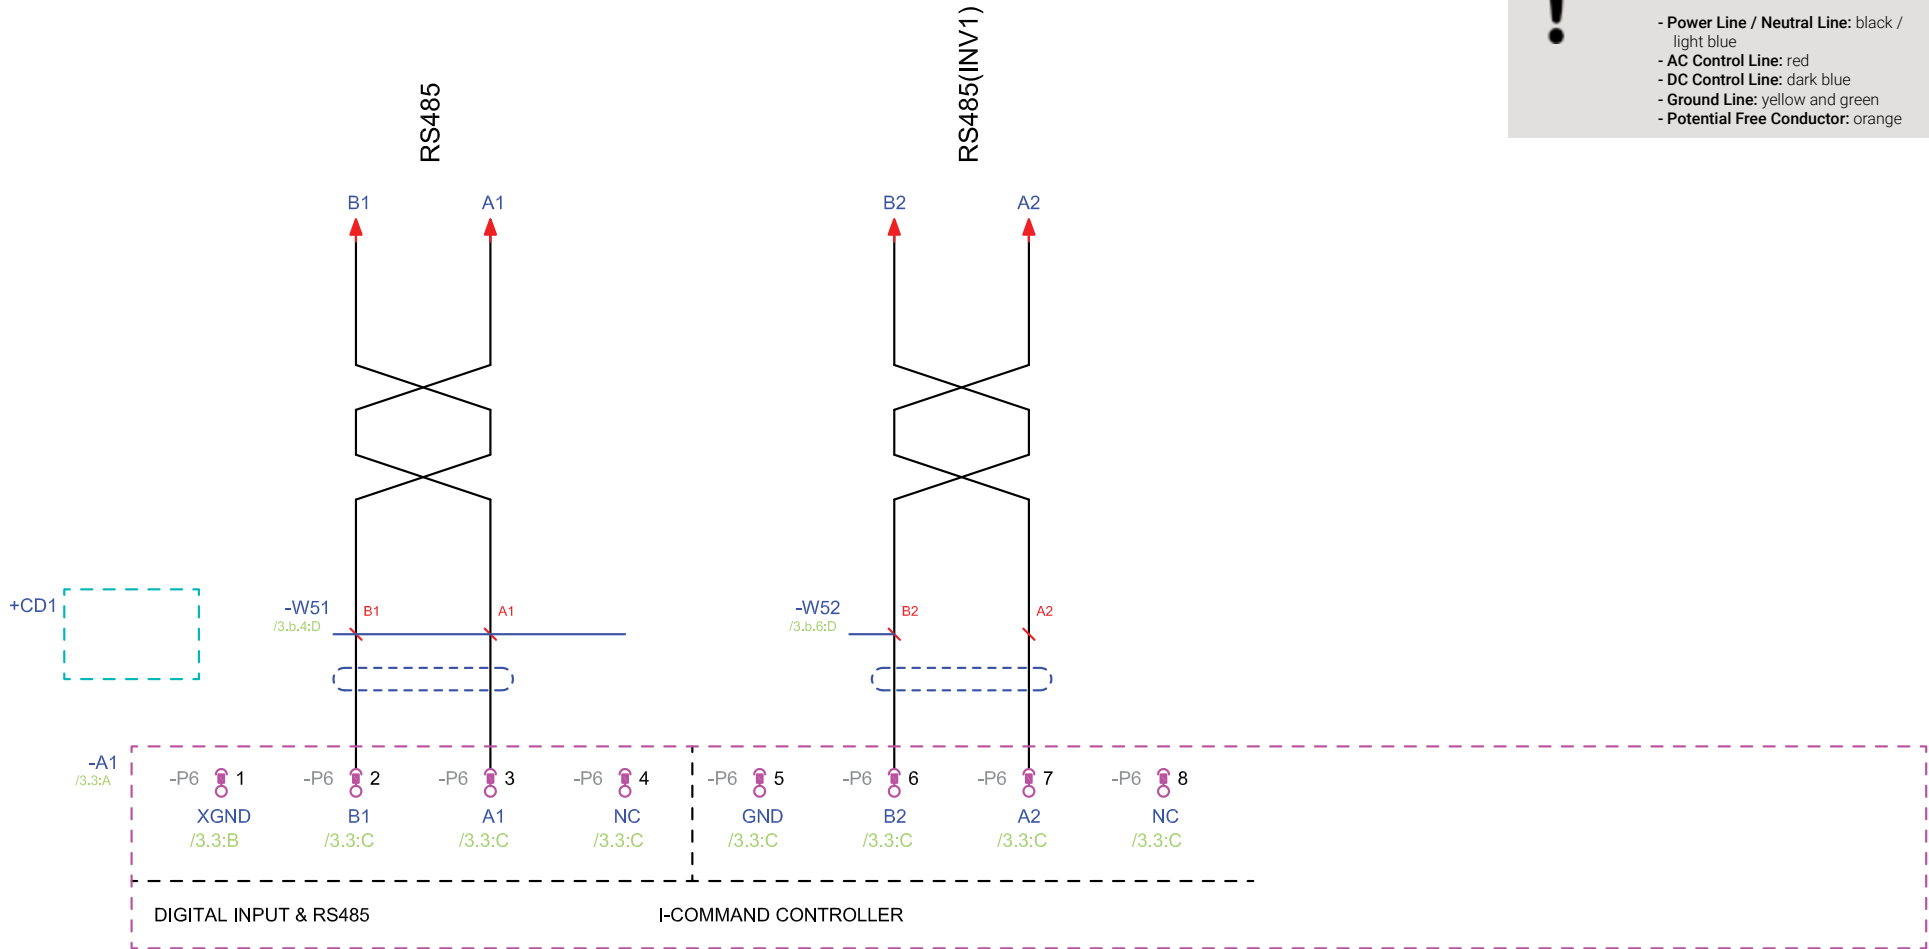 - Power Line / Neutral Line: black /
light blue
- AC Control Line: red
- DC Control Line: dark blue
- Ground Line: yellow and green
- Potential Free Conductor: orange
RS485
RS485(INV1)
B1
A1
B2
A2
+CD1
-W51
/3.b.4:D
B1
A1
-W52
/3.b.6:D
B2
A2
-A1
/3.3:A
-P6 1
-P6 2
-P6 3
-P6 4
-P6 5
-P6 6
-P6 7
-P6 8
XGND
B1
A1
NC
GND
B2
A2
NC
/3.3:B
/3.3:C
/3.3:C
/3.3:C
/3.3:C
/3.3:C
/3.3:C
/3.3:C
DIGITAL INPUT & RS485
I-COMMAND CONTROLLER